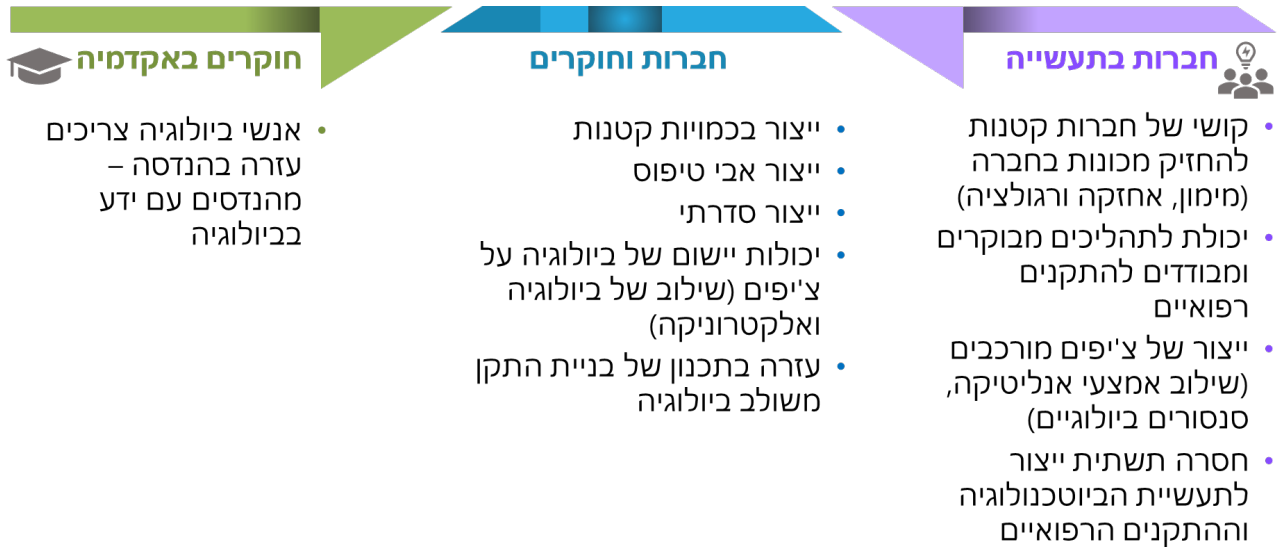 חברות בתעשייה
• קושי של חברות קטנות
להחזיק מכונות בחברה
(מימון, אחזקה ורגולציה)
• יכולת לתהליכים מבוקרים
ומבודדים להתקנים
רפואיים
• ייצור של צ'יפים מורכבים
(שילוב אמצעי אנליטיקה,
סנסורים ביולוגיים)
• חסרה תשתית ייצור
לתעשיית הביוטכנולוגיה
וההתקנים הרפואיים
חברות וחוקרים
• ייצור בכמויות קטנות
• ייצור אבי טיפוס
• ייצור סדרתי
• יכולות יישום של ביולוגיה על
צ'יפים (שילוב של ביולוגיה
ואלקטרוניקה)
• עזרה בתכנון של בניית התקן
משולב ביולוגיה
חוקרים באקדמיה
• אנשי ביולוגיה צריכים
עזרה בהנדסה –
מהנדסים עם ידע
בביולוגיה